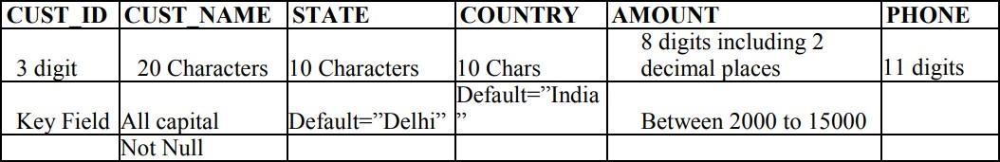 CUST_ID CUST_NAME STATE COUNTRY AMOUNT PHONE
8 digits including 2
3 digit 20 Characters 10 Characters 10 Chars decimal places 11 digits
Default=”India
Key Field All capital Default=”Delhi” ” Between 2000 to 15000
Not Null